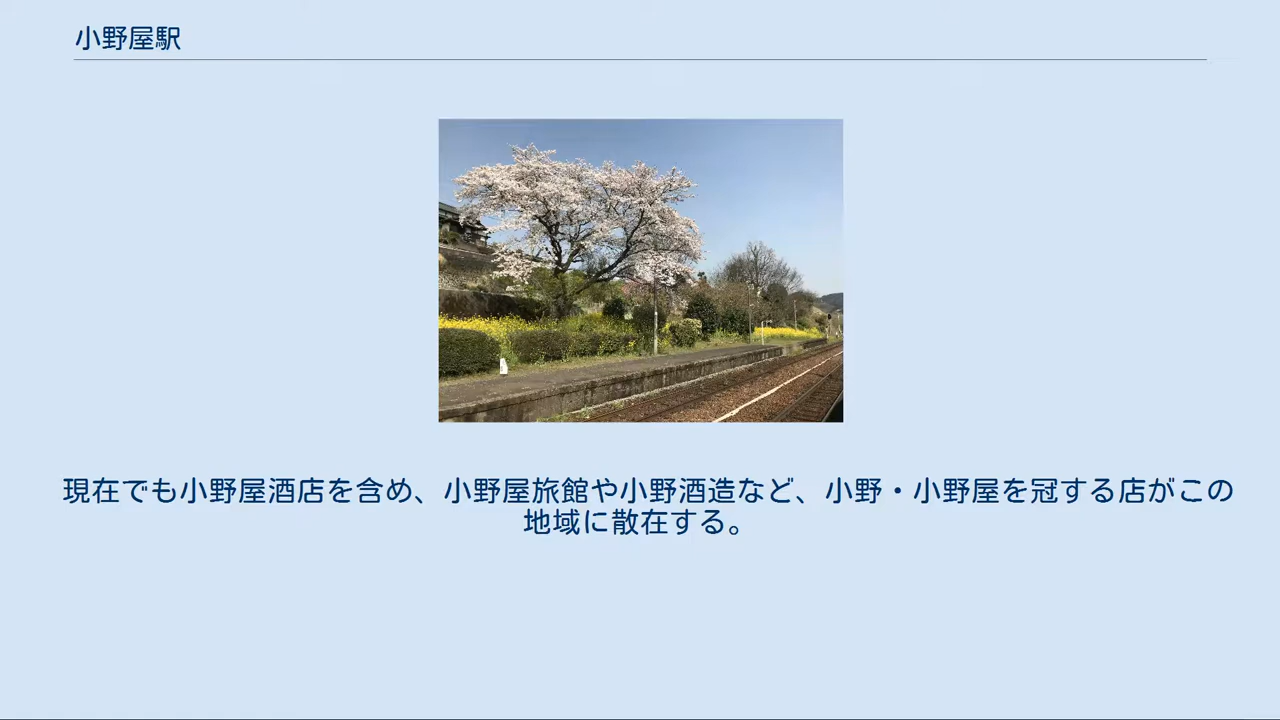 小野屋駅
現在でも小野屋酒店を含め、小野屋旅館や小野酒造など、小野・小野屋を冠する店がこの
地域に散在する。